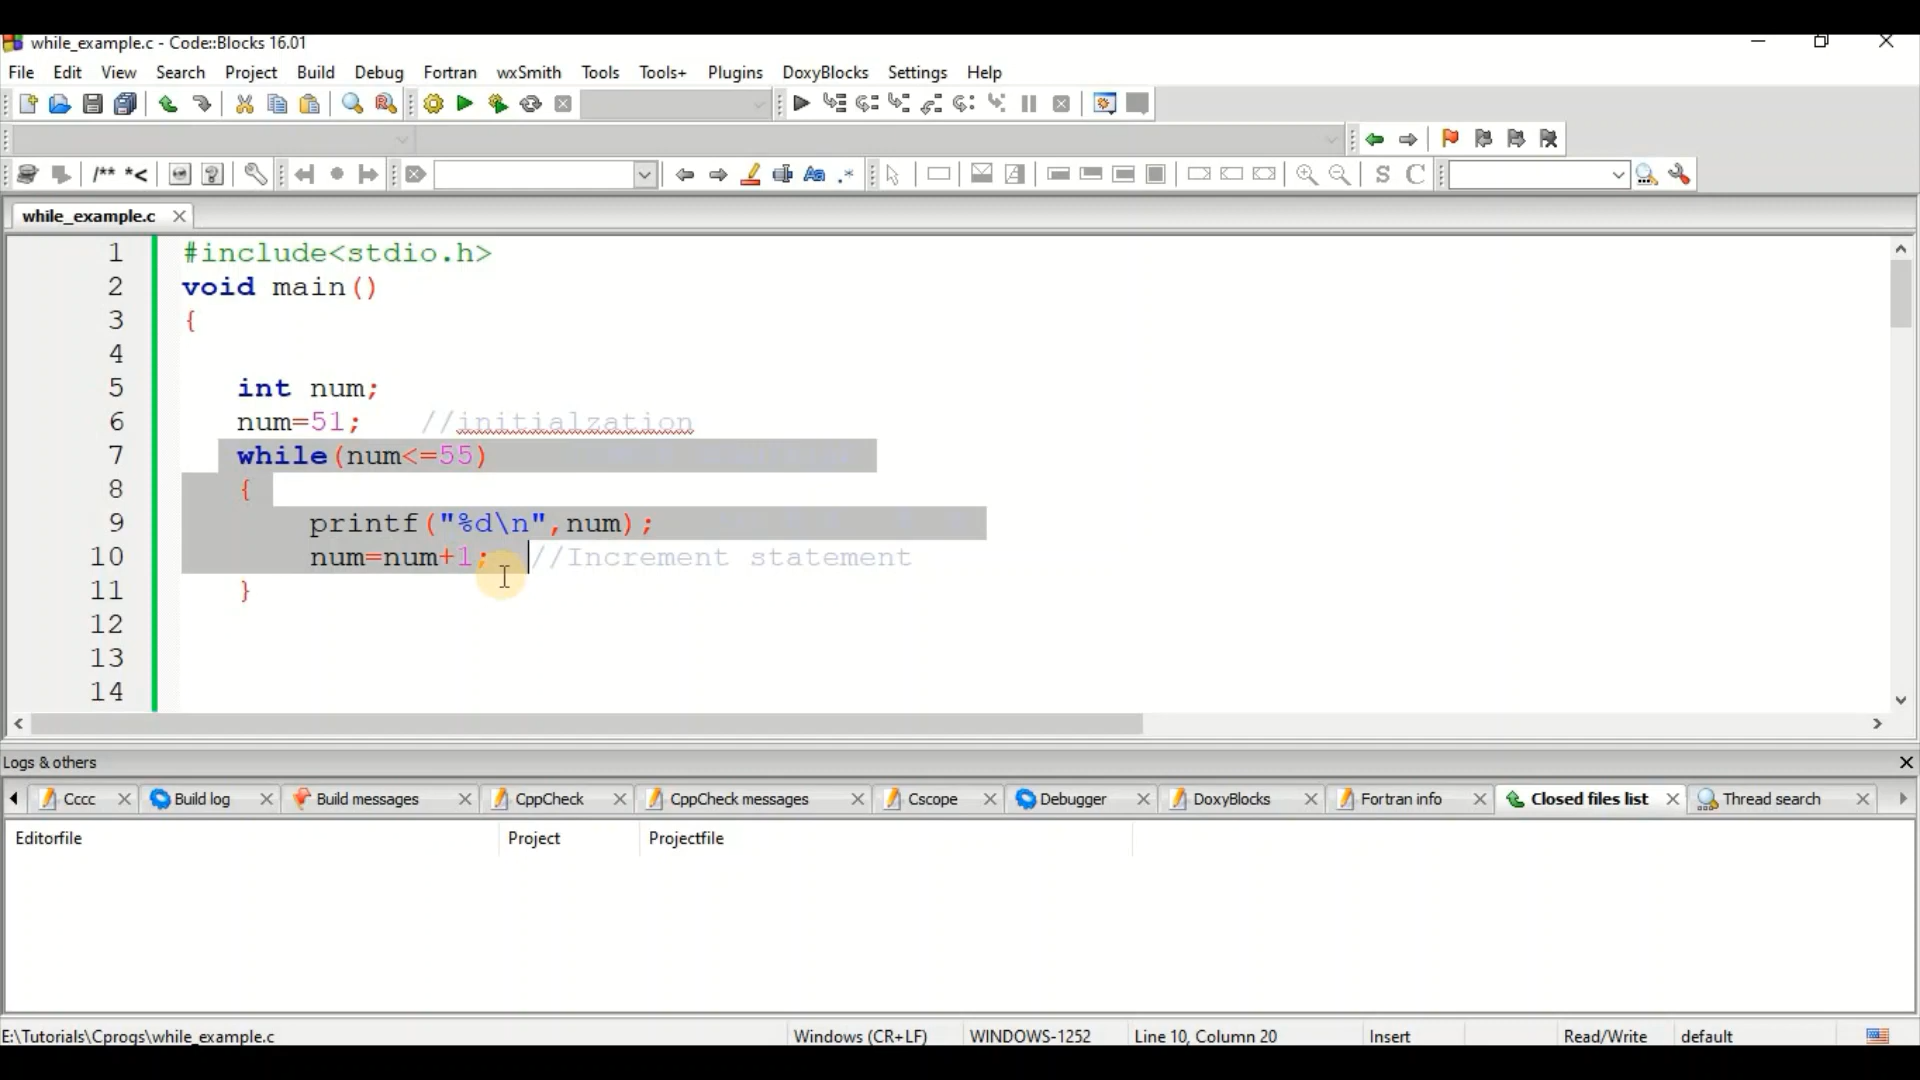 while_example.c - Code::Blocks 16.01
File Edit View Search Project Build Debug Fortran wxSmith Tools Tools+ Plugins DoxyBlocks Settings Help
/** *<
Aa .* S C
while_example.c
1 #include<stdio.h>
2 void main()
3 {
4
5 int num;
6 num=51; //initialzation
7 while(num<=55)
8 {
9 printf("%d\n",num);
10 num=num+1; //Increment statement
11 }
12
13
14
Logs & others
Cccc Build log Build messages CppCheck CppCheck messages Cscope Debugger DoxyBlocks Fortran info Closed files list Thread search
Editorfile Project Projectfile
E:\Tutorials\Cprogs\while_example.c Windows (CR+LF) WINDOWS-1252 Line 10, Column 20 Insert Read/Write default